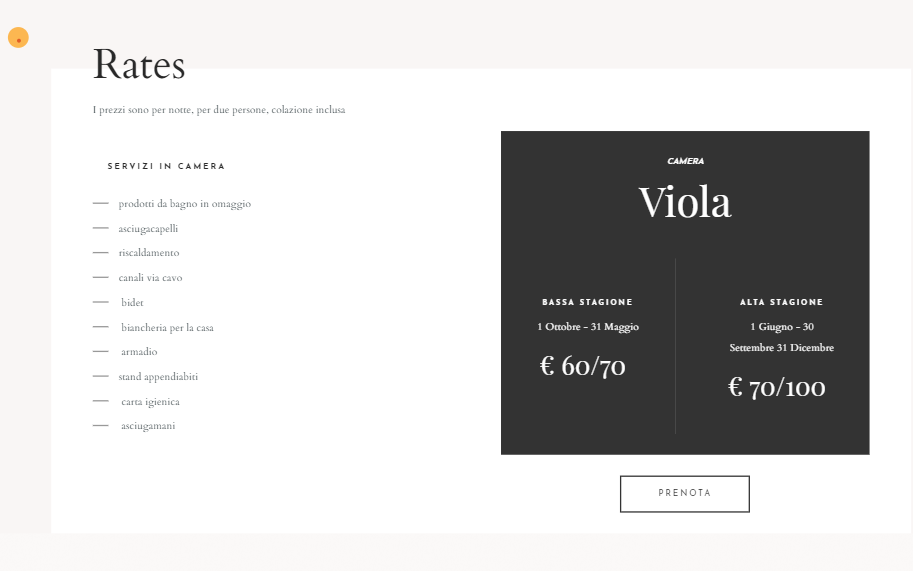 Rates
I prezzi sono per notte, per due persone, colazione inclusa
SERVIZI IN CAMERA
prodotti da bagno in omaggio
asciugacapelli
riscaldamento
canali via cavo
bidet
biancheria per la casa
armadio
stand appendiabiti
carta igienica
asciugamani
CAMERA
Viola
BASSA STAGIONE
1 Ottobre - 31 Maggio
€ 60/70
ALTA STAGIONE
1 Giugno - 30
Settembre 31 Dicembre
€ 70/100
PRENOTA